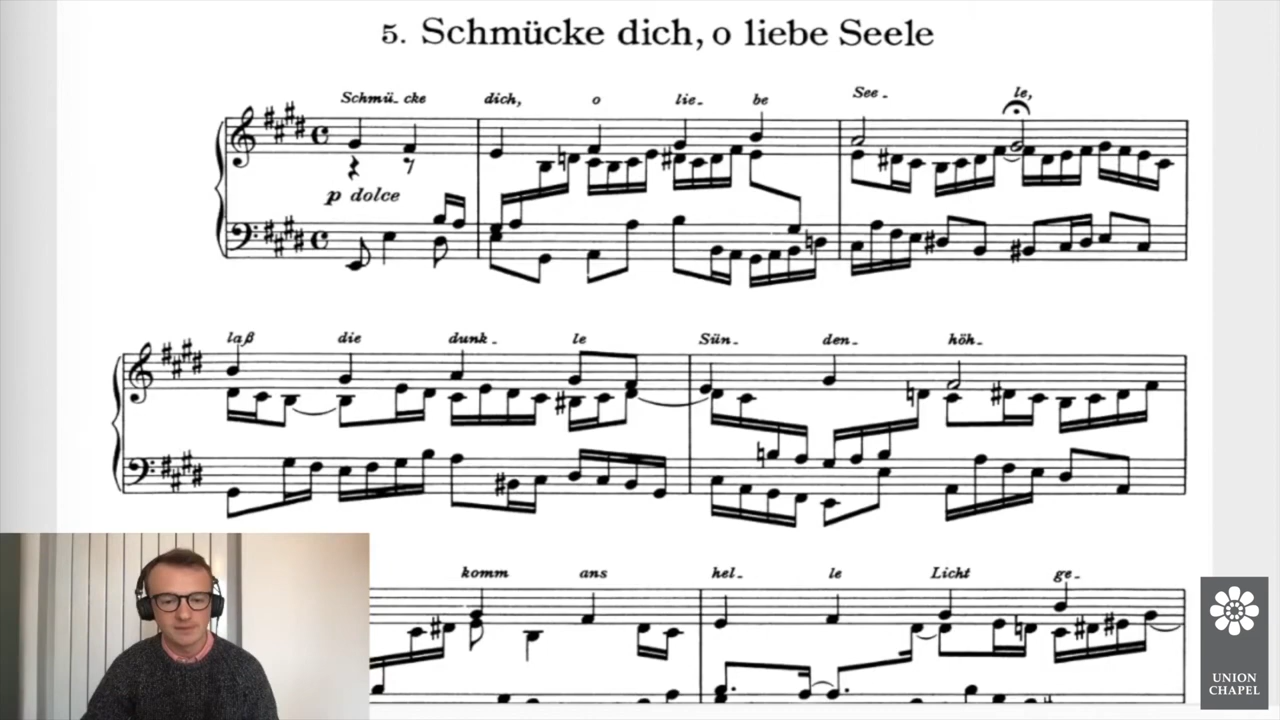 5. Schmücke dich, o liebe Seele
Schmü- cke dich, o lie- be See- le,
p dolce
laß die dunk- le Sün- den- höh-
komm ans hel- le Licht ge-
UNION
CHAPEL